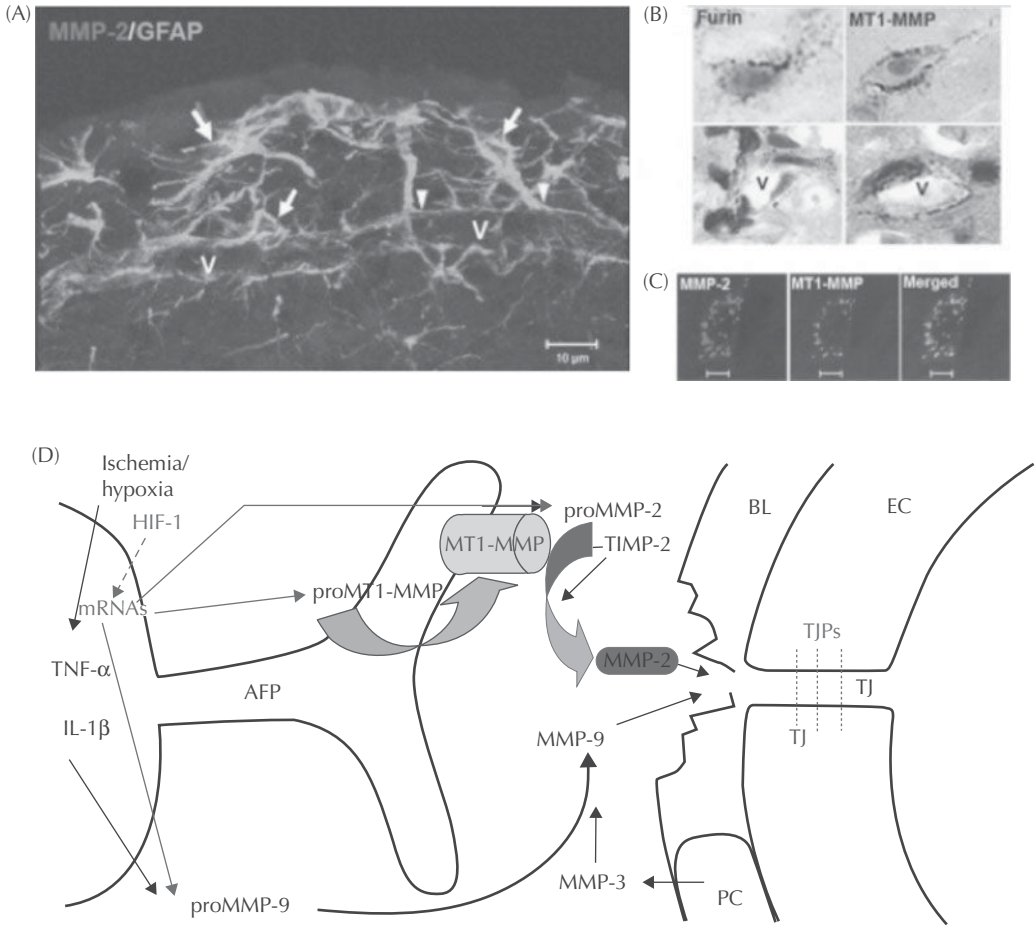 (A)
MMP-2/GFAP
V
V
10 µm
(B)
Furin
MT1-MMP
V
V
(C)
MMP-2
MT1-MMP
Merged
(D)
Ischemia/
hypoxia
HIF-1
mRNAs
TNF-α
IL-1β
proMMP-9
AFP
proMT1-MMP
MT1-MMP
proMMP-2
TIMP-2
MMP-2
MMP-9
MMP-3
PC
BL
EC
TJPs
TJ
TJ